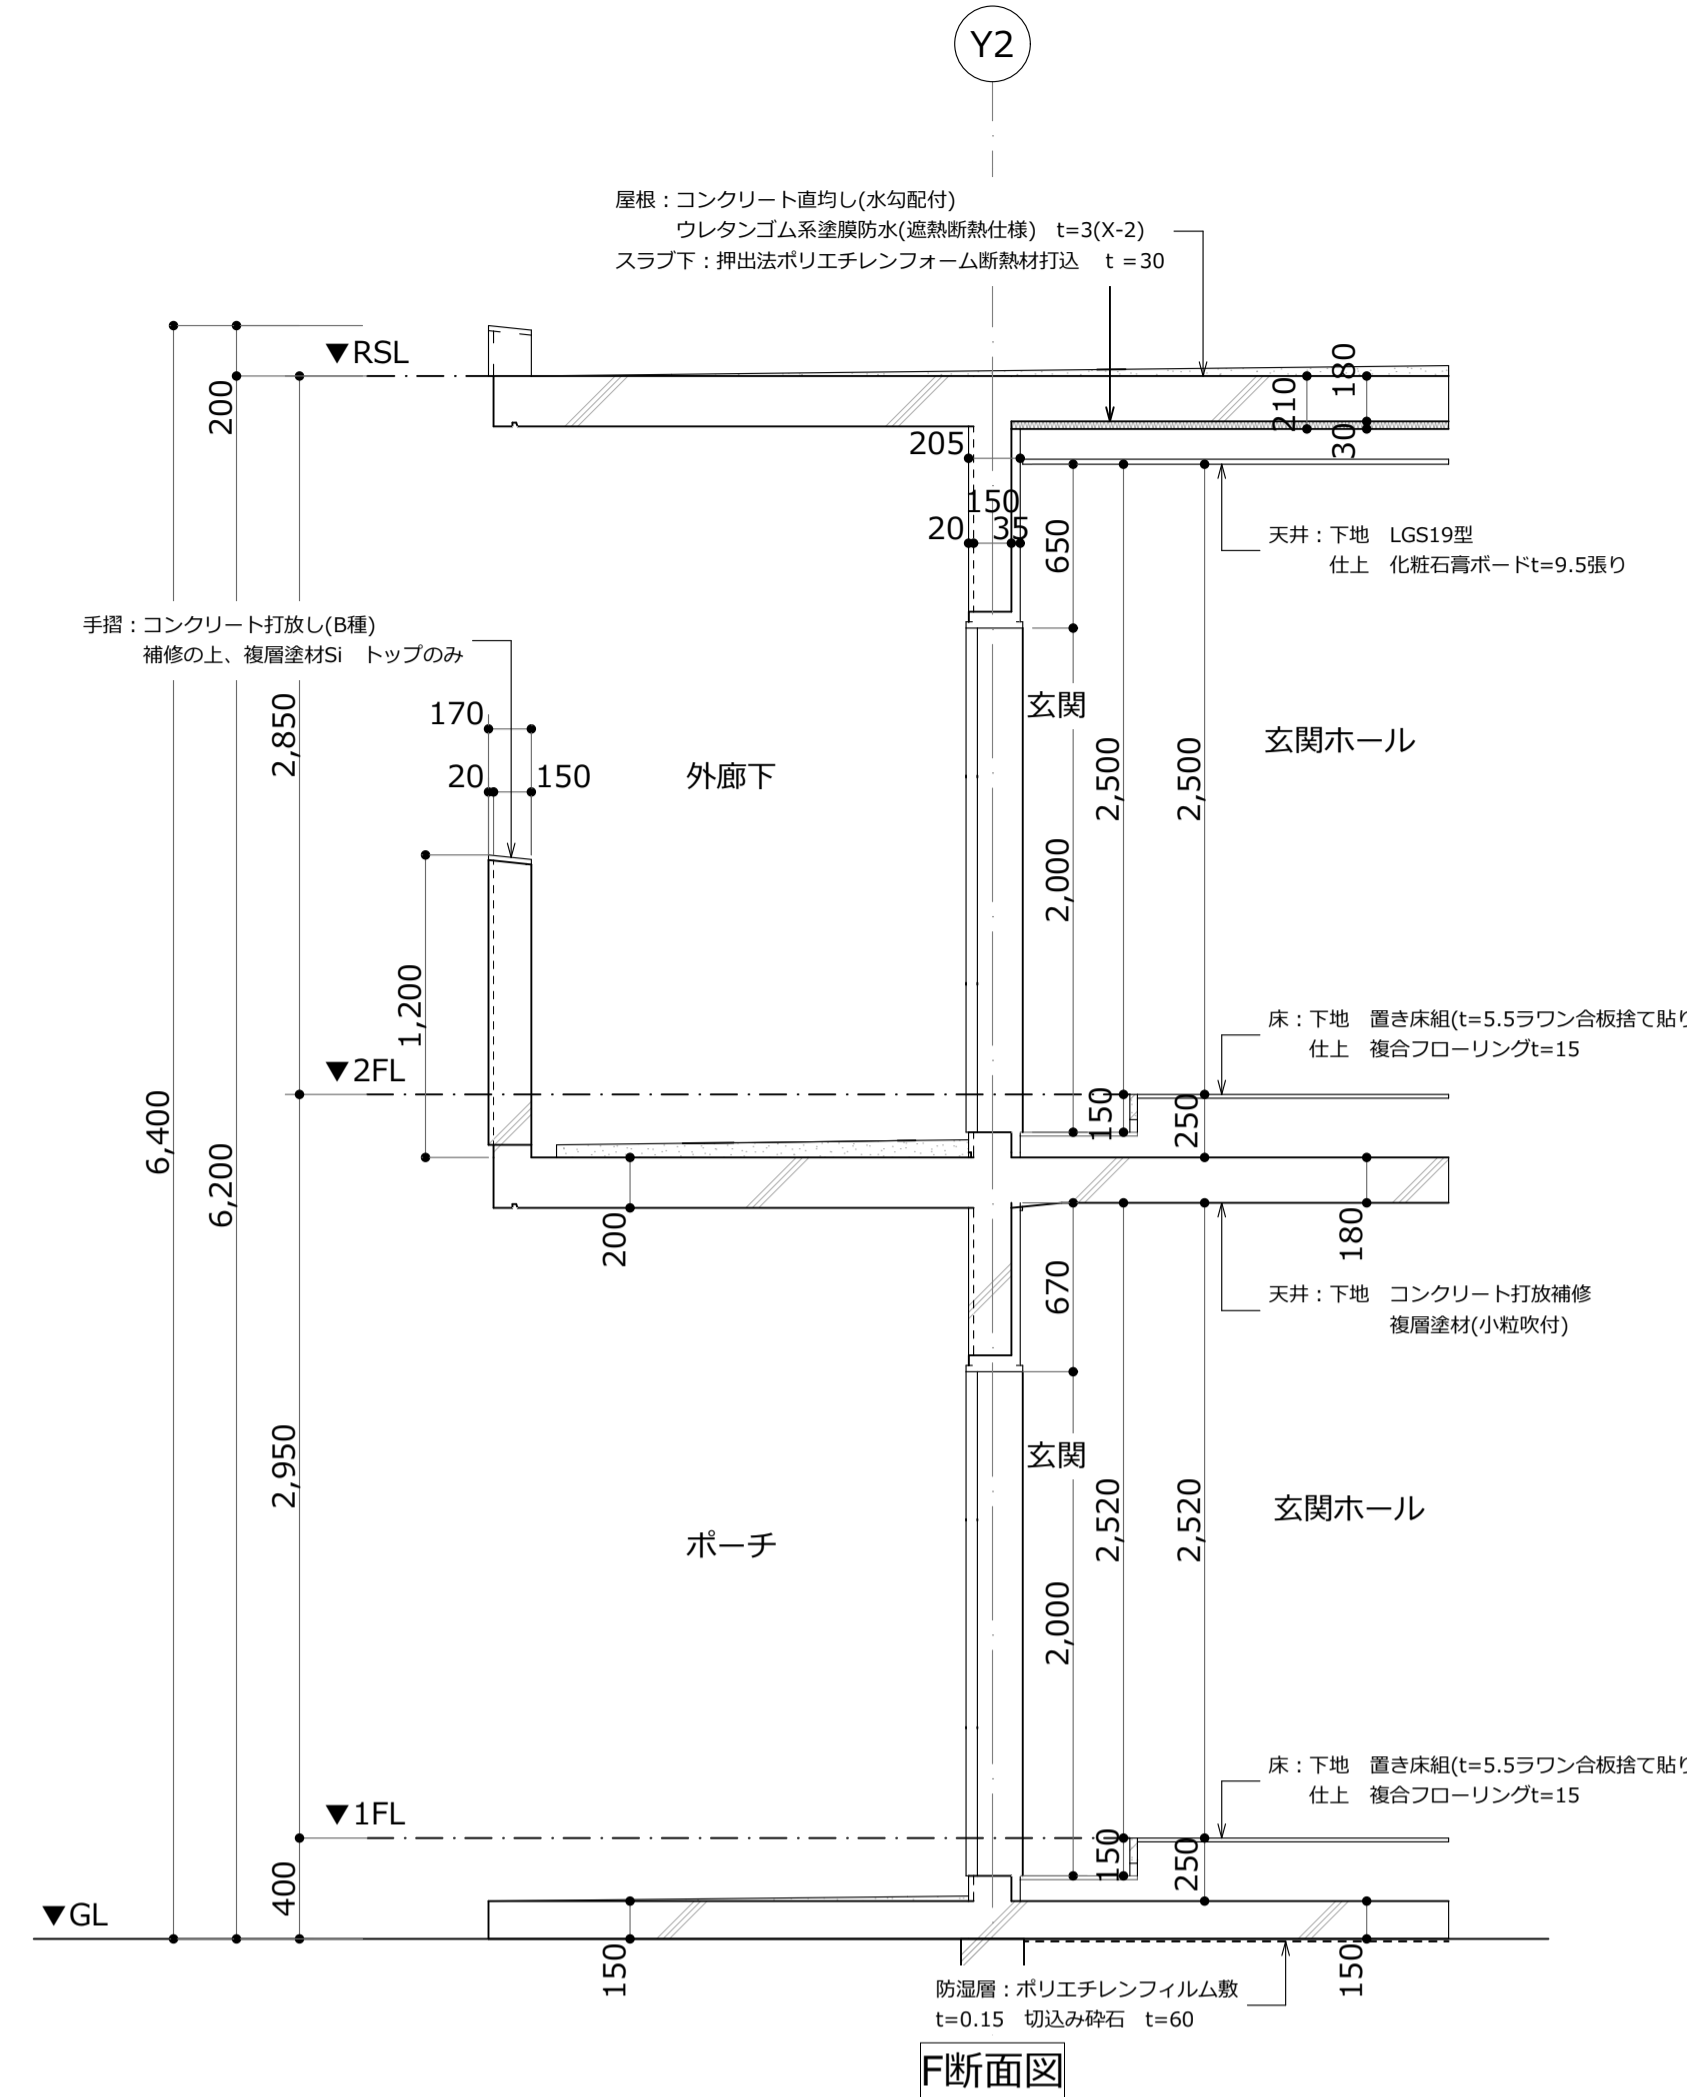 Y2
屋根：コンクリート直均し(水勾配付)
ウレタンゴム系塗膜防水(遮熱断熱仕様)　t=3(X-2)
スラブ下：押出法ポリエチレンフォーム断熱材打込　t =30
▼RSL
200
180
210
30
205
150
20
35
650
天井：下地　LGS19型
仕上　化粧石膏ボードt=9.5張り
手摺：コンクリート打放し(B種)
補修の上、複層塗材Si　トップのみ
2,850
170
20
150
外廊下
玄関
玄関ホール
2,500
2,500
2,000
1,200
床：下地　置き床組(t=5.5ラワン合板捨て貼り
仕上　複合フローリングt=15
▼2FL
150
250
6,400
6,200
200
180
670
天井：下地　コンクリート打放補修
複層塗材(小粒吹付)
2,950
玄関
玄関ホール
ポーチ
2,520
2,520
2,000
床：下地　置き床組(t=5.5ラワン合板捨て貼り
仕上　複合フローリングt=15
▼1FL
150
250
400
▼GL
150
150
防湿層：ポリエチレンフィルム敷
t=0.15　切込み砕石　t=60
F断面図